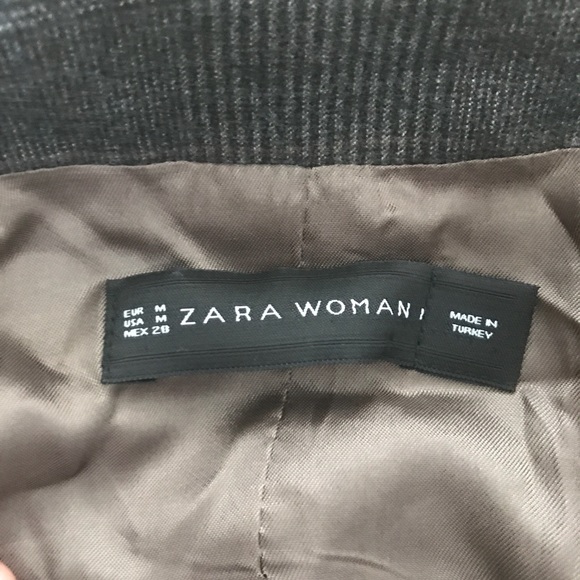 EUR M
USA M
MEX 28
ZARA WOMAN
MADE IN
TURKEY